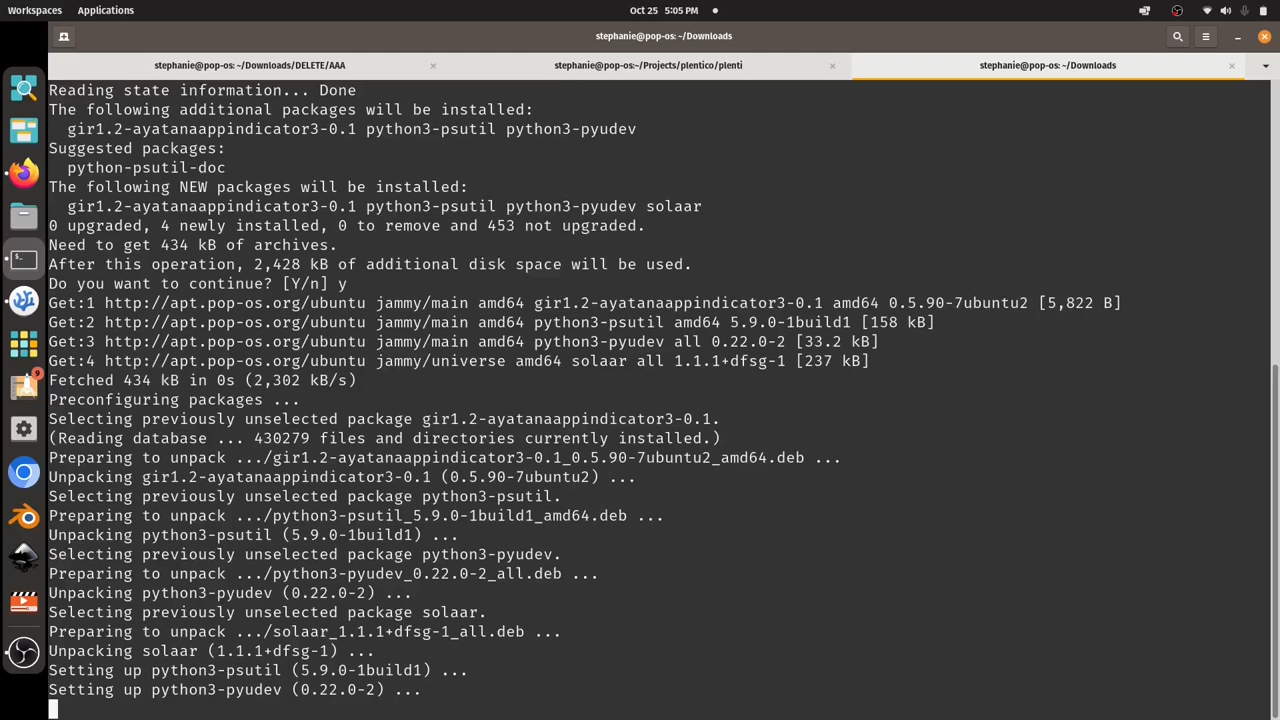 Workspaces Applications Oct 25 5:05 PM
stephanie@pop-os: ~/Downloads
stephanie@pop-os: ~/Downloads/DELETE/AAA stephanie@pop-os:~/Projects/plentico/plenti stephanie@pop-os: ~/Downloads
Reading state information... Done
The following additional packages will be installed:
  gir1.2-ayatanaappindicator3-0.1 python3-psutil python3-pyudev
Suggested packages:
  python-psutil-doc
The following NEW packages will be installed:
  gir1.2-ayatanaappindicator3-0.1 python3-psutil python3-pyudev solaar
0 upgraded, 4 newly installed, 0 to remove and 453 not upgraded.
Need to get 434 kB of archives.
After this operation, 2,428 kB of additional disk space will be used.
Do you want to continue? [Y/n] y
Get:1 http://apt.pop-os.org/ubuntu jammy/main amd64 gir1.2-ayatanaappindicator3-0.1 amd64 0.5.90-7ubuntu2 [5,822 B]
Get:2 http://apt.pop-os.org/ubuntu jammy/main amd64 python3-psutil amd64 5.9.0-1build1 [158 kB]
Get:3 http://apt.pop-os.org/ubuntu jammy/main amd64 python3-pyudev all 0.22.0-2 [33.2 kB]
Get:4 http://apt.pop-os.org/ubuntu jammy/universe amd64 solaar all 1.1.1+dfsg-1 [237 kB]
Fetched 434 kB in 0s (2,302 kB/s)
Preconfiguring packages ...
Selecting previously unselected package gir1.2-ayatanaappindicator3-0.1.
(Reading database ... 430279 files and directories currently installed.)
Preparing to unpack .../gir1.2-ayatanaappindicator3-0.1_0.5.90-7ubuntu2_amd64.deb ...
Unpacking gir1.2-ayatanaappindicator3-0.1 (0.5.90-7ubuntu2) ...
Selecting previously unselected package python3-psutil.
Preparing to unpack .../python3-psutil_5.9.0-1build1_amd64.deb ...
Unpacking python3-psutil (5.9.0-1build1) ...
Selecting previously unselected package python3-pyudev.
Preparing to unpack .../python3-pyudev_0.22.0-2_all.deb ...
Unpacking python3-pyudev (0.22.0-2) ...
Selecting previously unselected package solaar.
Preparing to unpack .../solaar_1.1.1+dfsg-1_all.deb ...
Unpacking solaar (1.1.1+dfsg-1) ...
Setting up python3-psutil (5.9.0-1build1) ...
Setting up python3-pyudev (0.22.0-2) ...
9